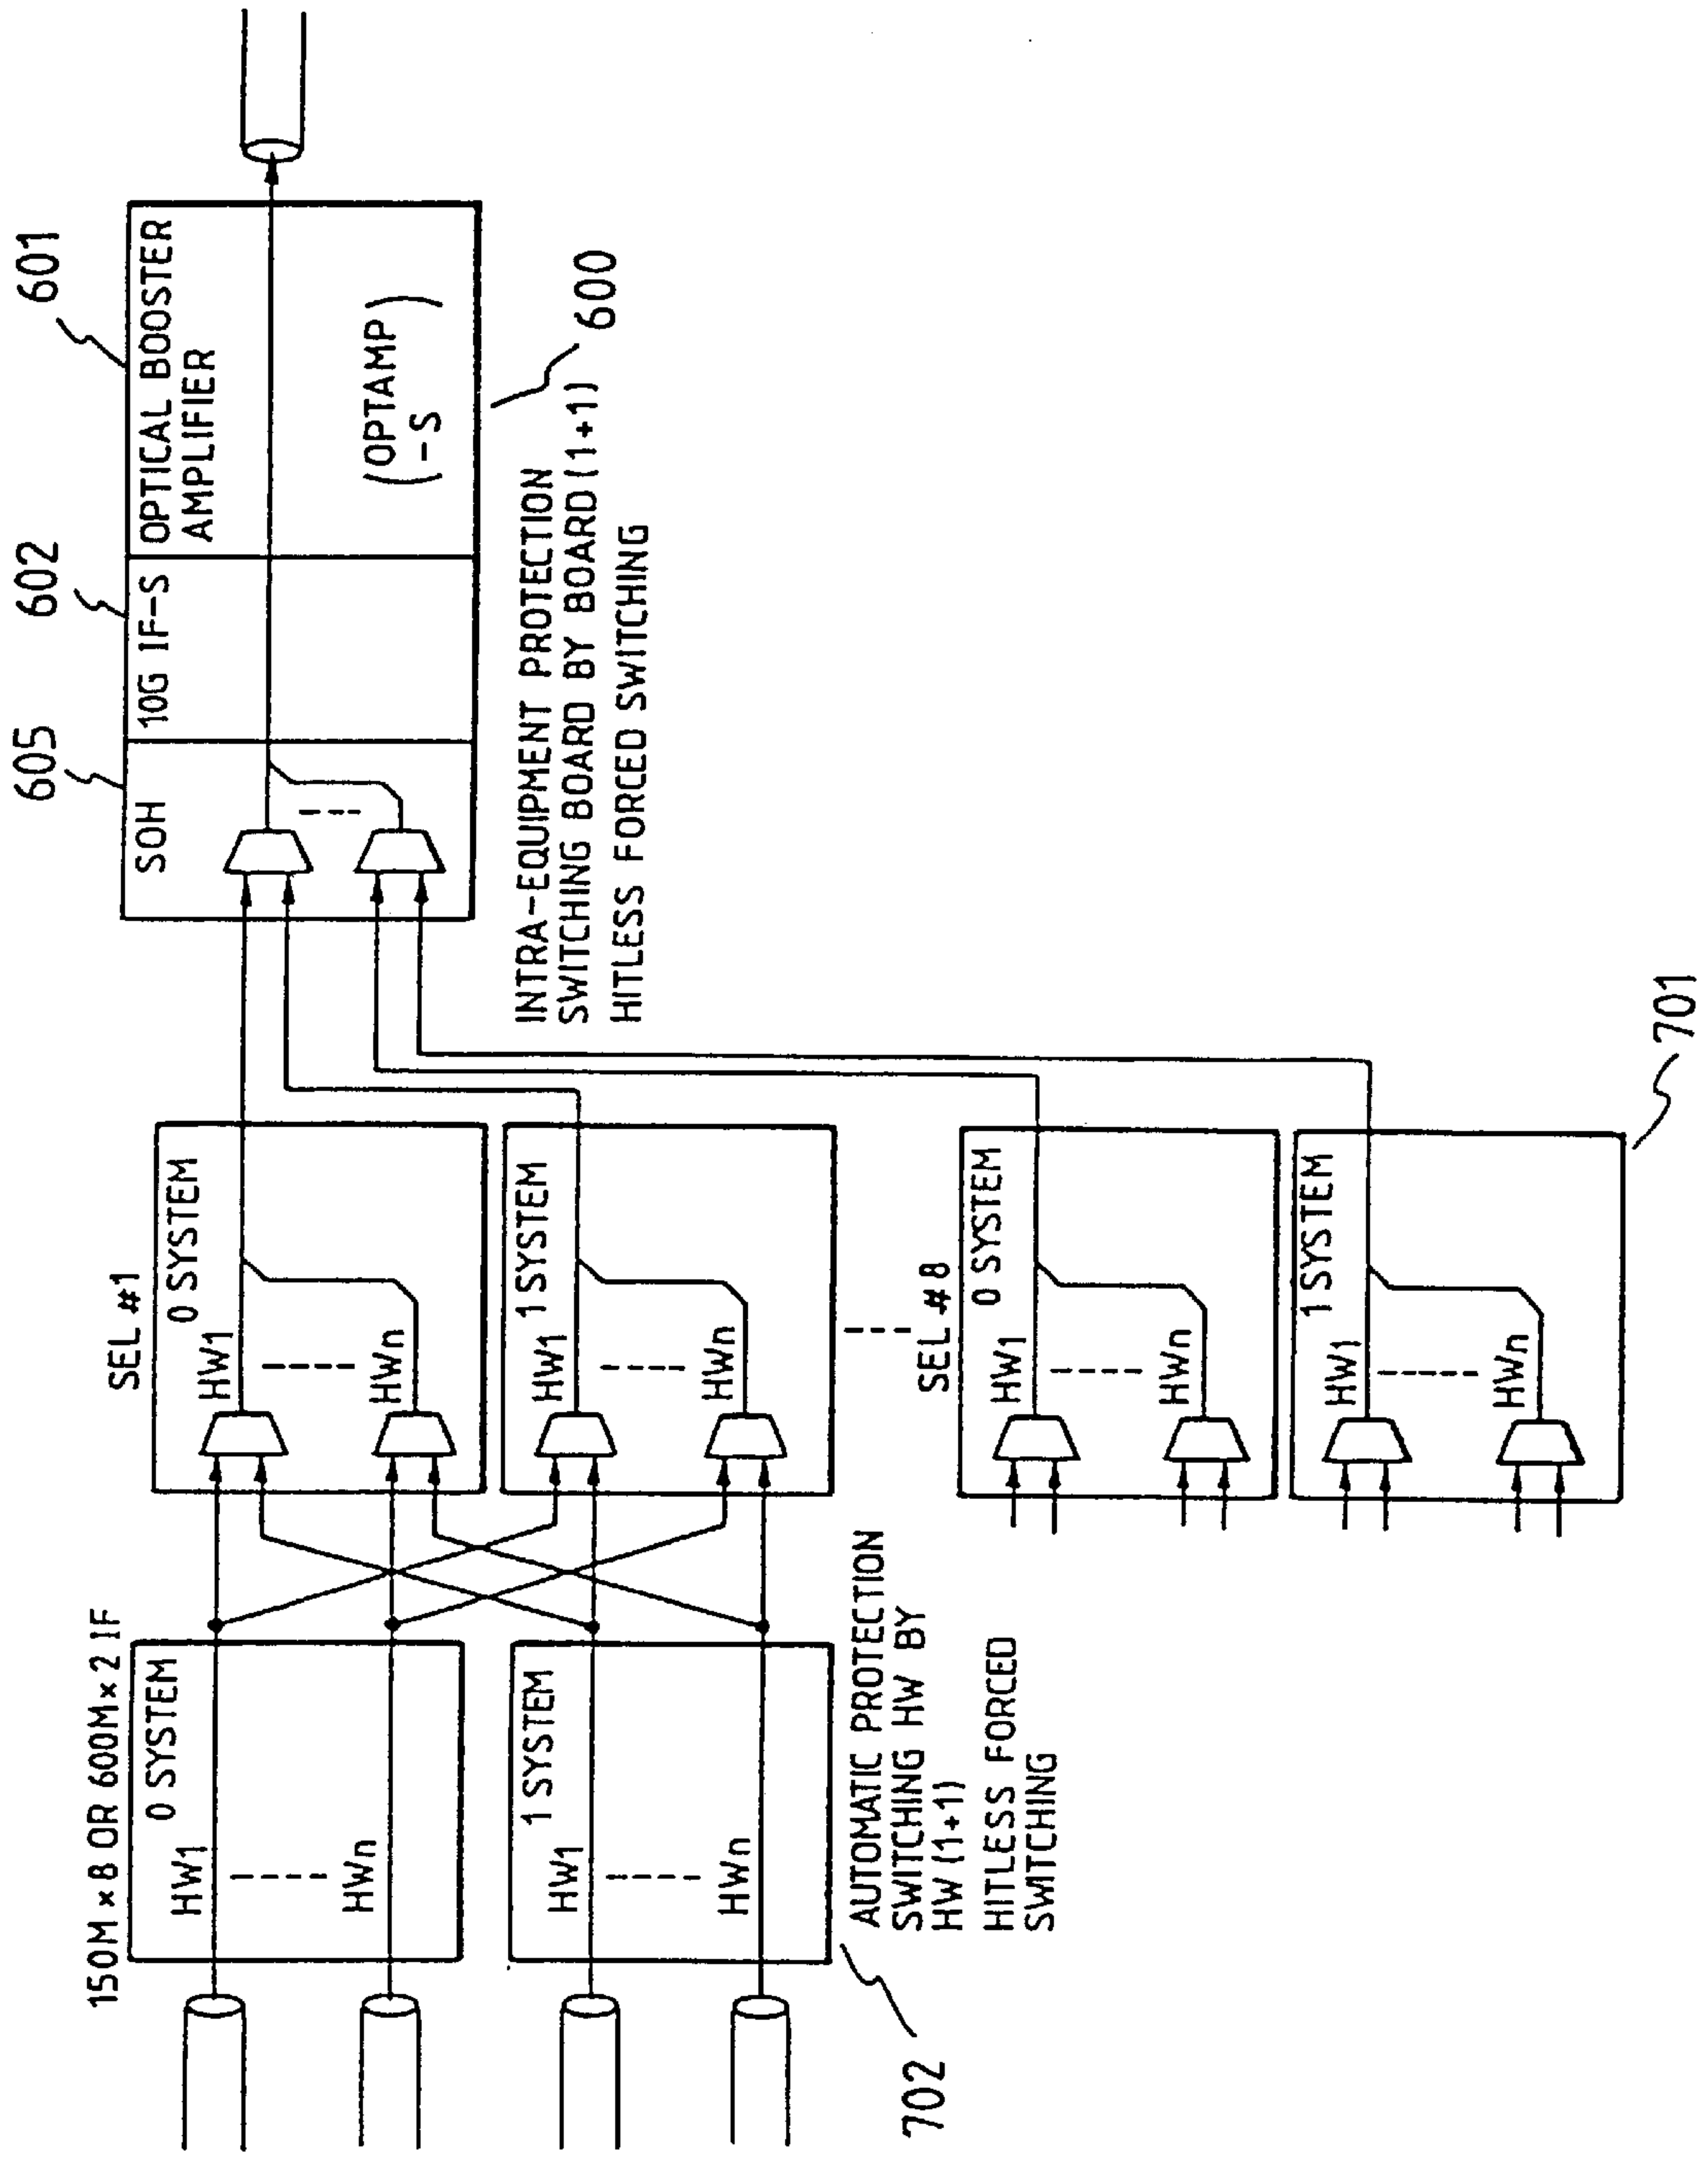 150M × 8 OR 600M × 2 IF
0 SYSTEM
HW1
HWn
1 SYSTEM
HW1
HWn
702
AUTOMATIC PROTECTION
SWITCHING HW BY
HW (1+1)
HITLESS FORCED
SWITCHING
SEL #1
0 SYSTEM
HW1
HWn
1 SYSTEM
HW1
HWn
SEL #8
0 SYSTEM
HW1
HWn
1 SYSTEM
HW1
HWn
701
605
602
601
SOH
10G IF-S
OPTICAL BOOSTER
AMPLIFIER
(OPTAMP)
(-S )
600
INTRA-EQUIPMENT PROTECTION
SWITCHING BOARD BY BOARD (1+1)
HITLESS FORCED SWITCHING